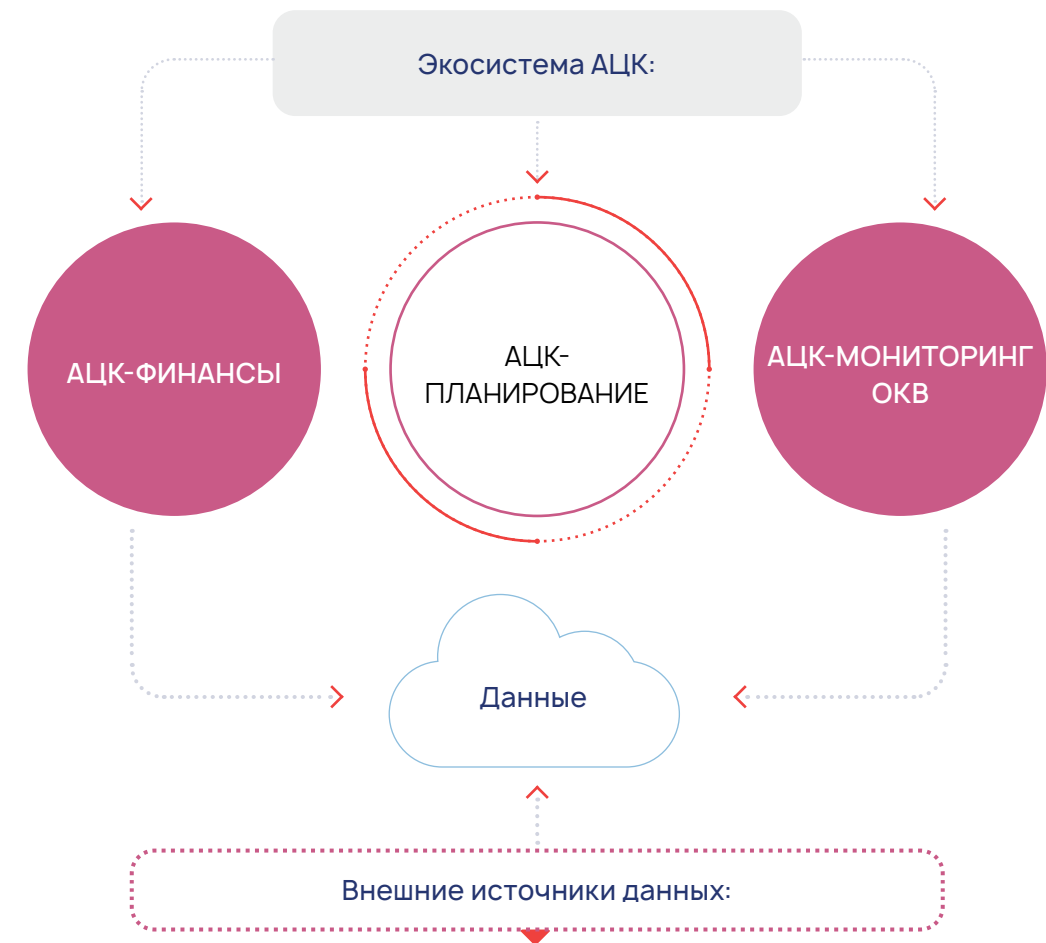 Экосистема АЦК:
АЦК-ФИНАНСЫ
АЦК-
ПЛАНИРОВАНИЕ
АЦК-МОНИТОРИНГ
ОКВ
Данные
Внешние источники данных: